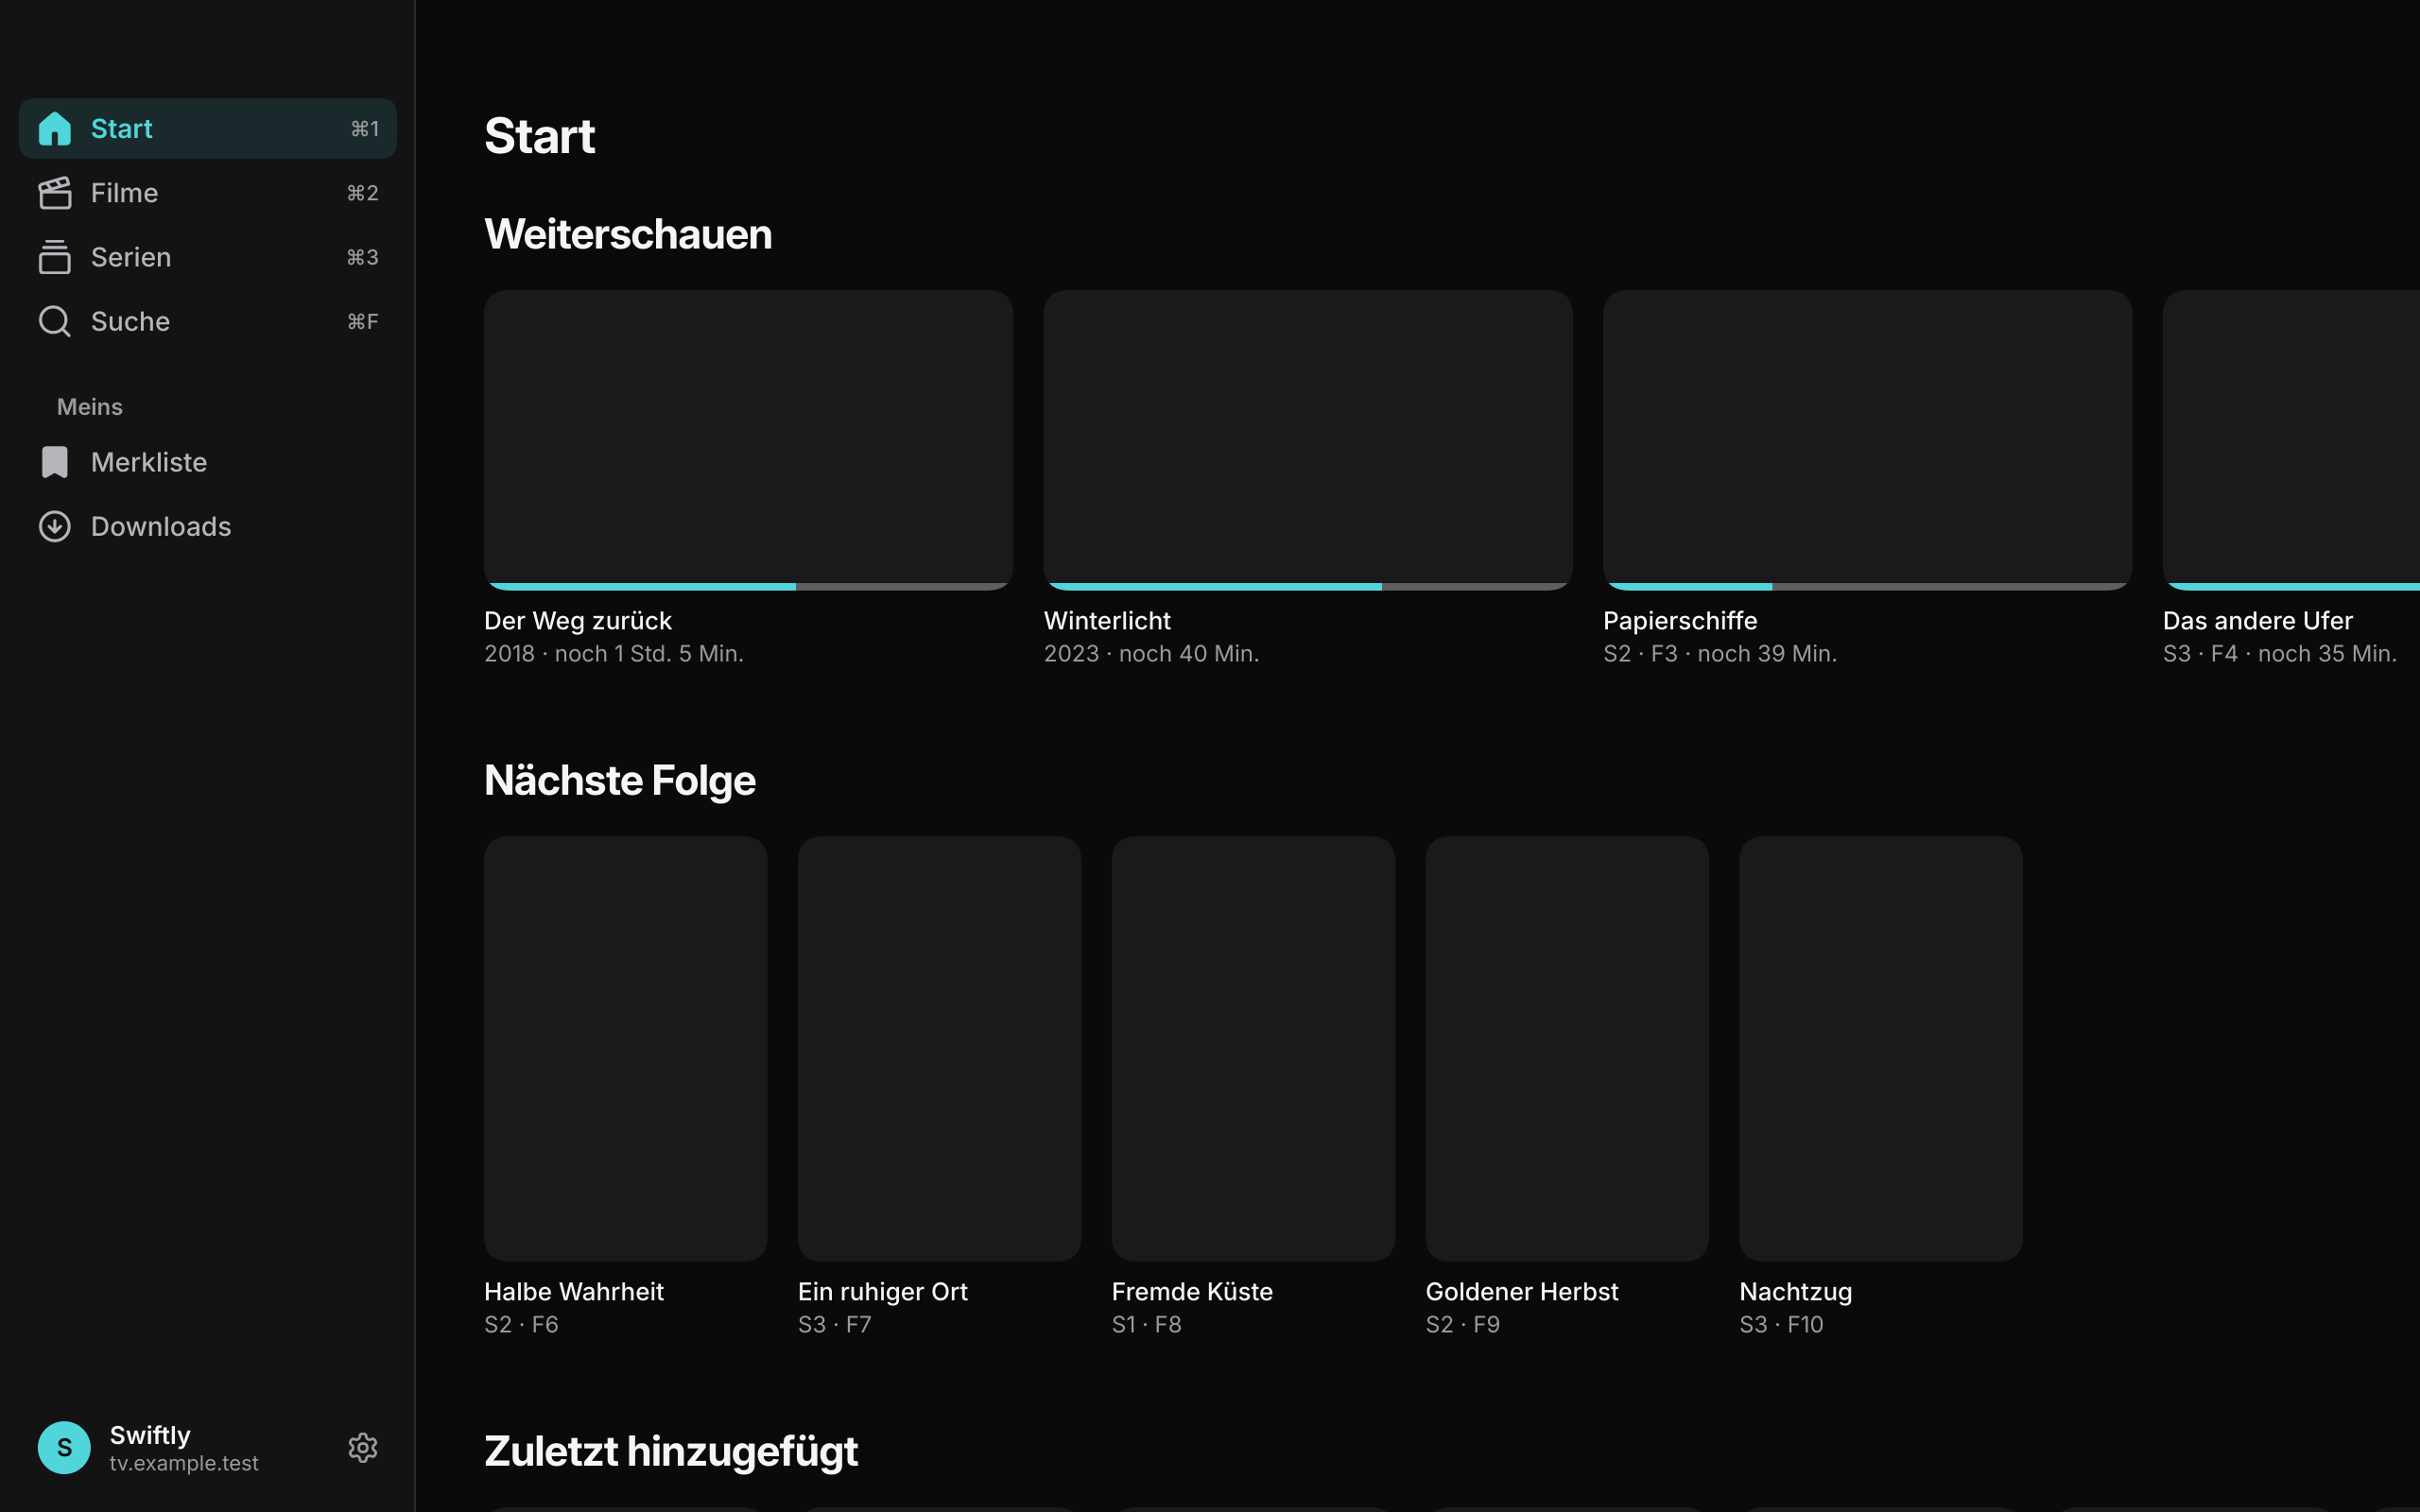 Start ⌘1
Filme ⌘2
Serien ⌘3
Suche ⌘F
Meins
Merkliste
Downloads
Swiftly
tv.example.test
S
Start
Weiterschauen
Der Weg zurück
2018 · noch 1 Std. 5 Min.
Winterlicht
2023 · noch 40 Min.
Papierschiffe
S2 · F3 · noch 39 Min.
Das andere Ufer
S3 · F4 · noch 35 Min.
Nächste Folge
Halbe Wahrheit
S2 · F6
Ein ruhiger Ort
S3 · F7
Fremde Küste
S1 · F8
Goldener Herbst
S2 · F9
Nachtzug
S3 · F10
Zuletzt hinzugefügt